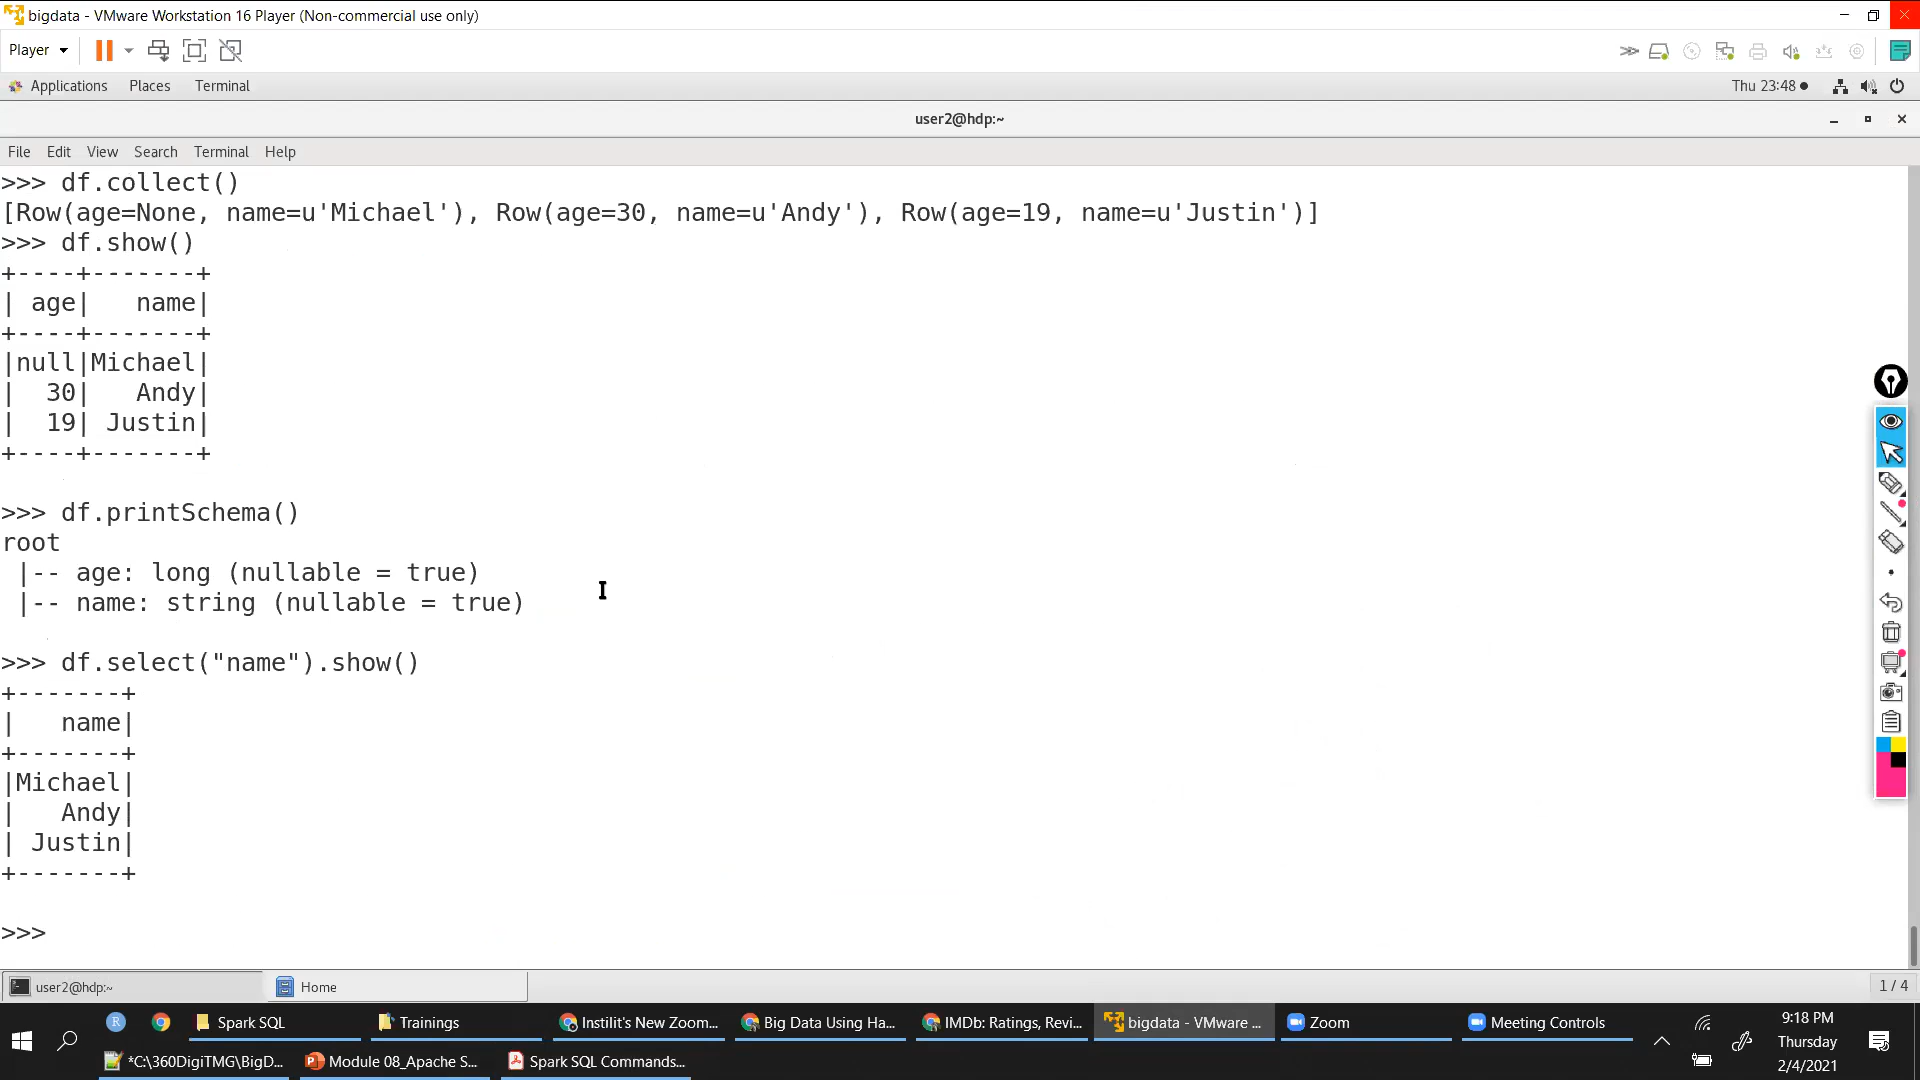 bigdata - VMware Workstation 16 Player (Non-commercial use only)
Player
Applications Places Terminal Thu 23:48
user2@hdp:~
File Edit View Search Terminal Help
>>> df.collect()
[Row(age=None, name=u'Michael'), Row(age=30, name=u'Andy'), Row(age=19, name=u'Justin')]
>>> df.show()
+----+-------+
| age|   name|
+----+-------+
|null|Michael|
|  30|   Andy|
|  19| Justin|
+----+-------+
>>> df.printSchema()
root
 |-- age: long (nullable = true)
 |-- name: string (nullable = true)
>>> df.select("name").show()
+-------+
|   name|
+-------+
|Michael|
|   Andy|
| Justin|
+-------+
>>>
user2@hdp:~ Home 1 / 4
Spark SQL Trainings Instilit's New Zoom... Big Data Using Ha... IMDb: Ratings, Revi... bigdata - VMware ... Zoom Meeting Controls 9:18 PM
Thursday
*C:\360DigiTMG\BigD... Module 08_Apache S... Spark SQL Commands... 2/4/2021